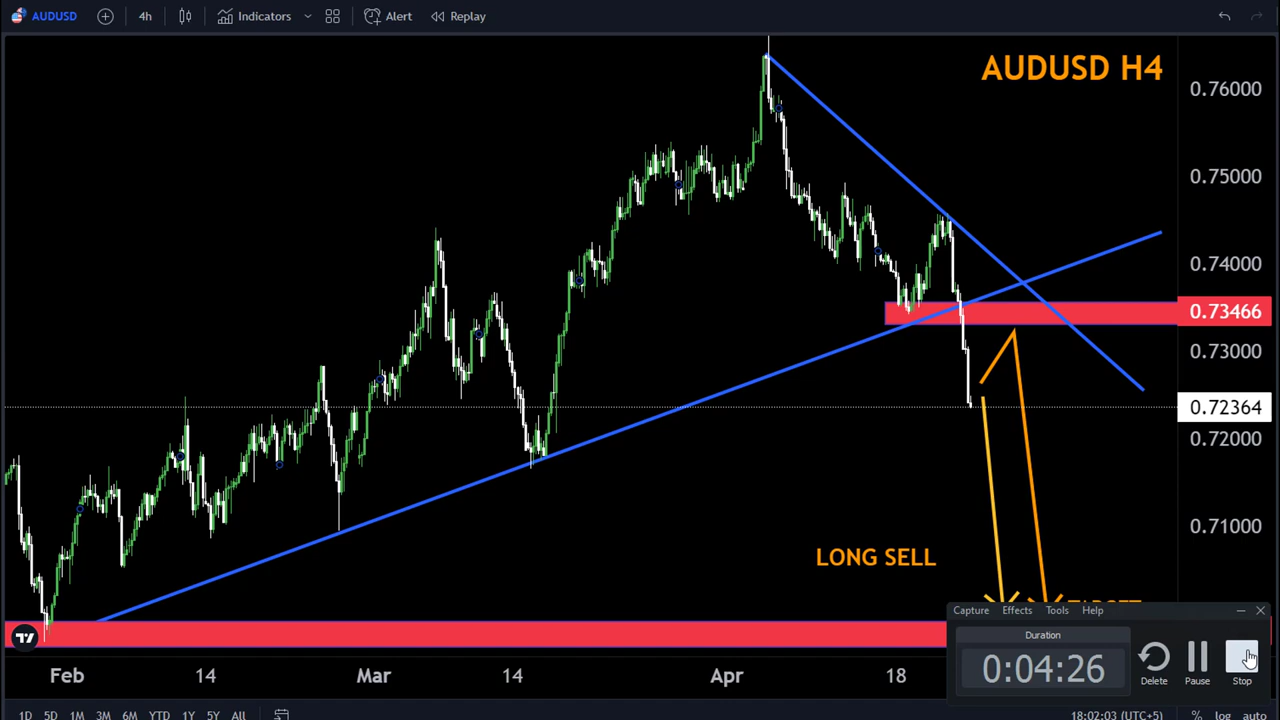 AUDUSD 4h Indicators Alert Replay
AUDUSD H4
0.76000
0.75000
0.74000
0.73466
0.73000
0.72364
0.72000
0.71000
LONG SELL
TARGET
Capture Effects Tools Help
Duration
0:04:26
Delete Pause Stop
Feb 14 Mar 14 Apr 18
1D 5D 1M 3M 6M YTD 1Y 5Y All 18:02:03 (UTC+5) % log auto